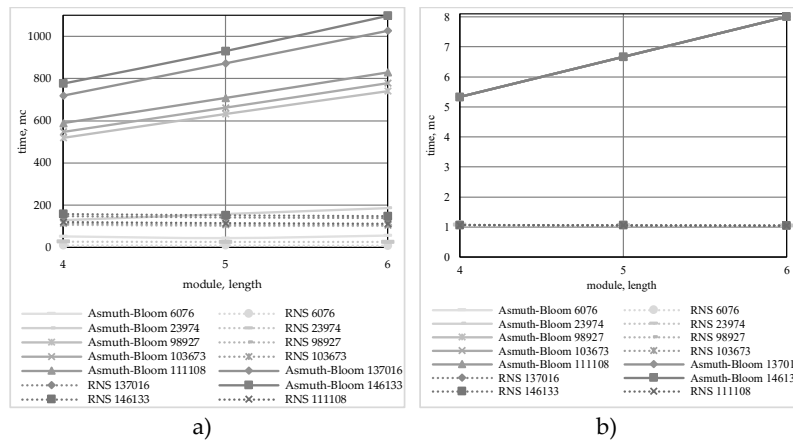 1000
800
600
400
200
0
time, mc
4 5 6
module, length
Asmuth-Bloom 6076 RNS 6076
Asmuth-Bloom 23974 RNS 23974
Asmuth-Bloom 98927 RNS 98927
Asmuth-Bloom 103673 RNS 103673
Asmuth-Bloom 111108 Asmuth-Bloom 137016
RNS 137016 Asmuth-Bloom 146133
RNS 146133 RNS 111108
a)
8
7
6
5
4
3
2
1
0
time, mc
4 5 6
module, length
Asmuth-Bloom 6076 RNS 6076
Asmuth-Bloom 23974 RNS 23974
Asmuth-Bloom 98927 RNS 98927
Asmuth-Bloom 103673 RNS 103673
Asmuth-Bloom 111108 Asmuth-Bloom 13701
RNS 137016 Asmuth-Bloom 14613
RNS 146133 RNS 111108
b)